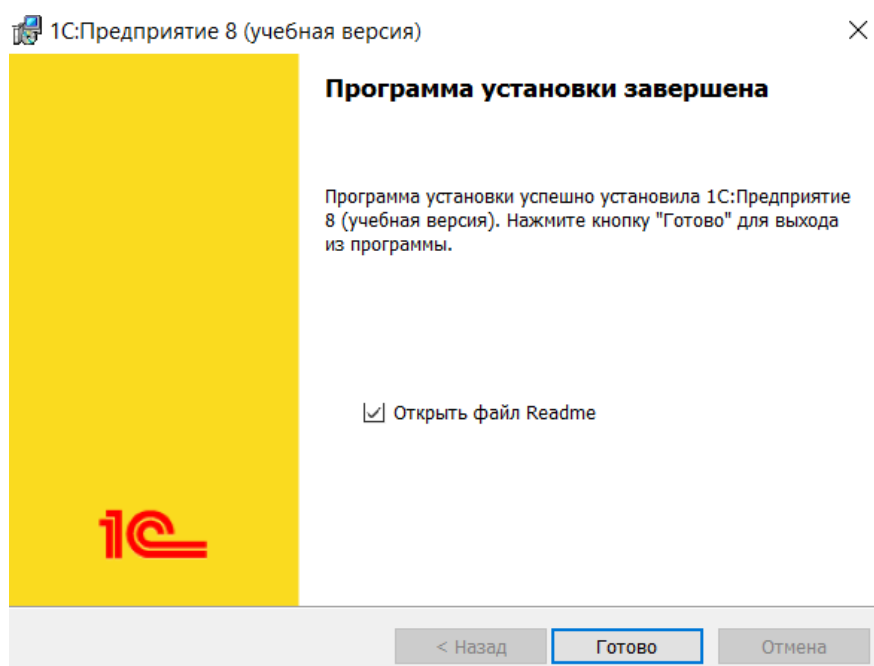 1С:Предприятие 8 (учебная версия)
Программа установки завершена
Программа установки успешно установила 1С:Предприятие
8 (учебная версия). Нажмите кнопку "Готово" для выхода
из программы.
Открыть файл Readme
1С
< Назад
Готово
Отмена